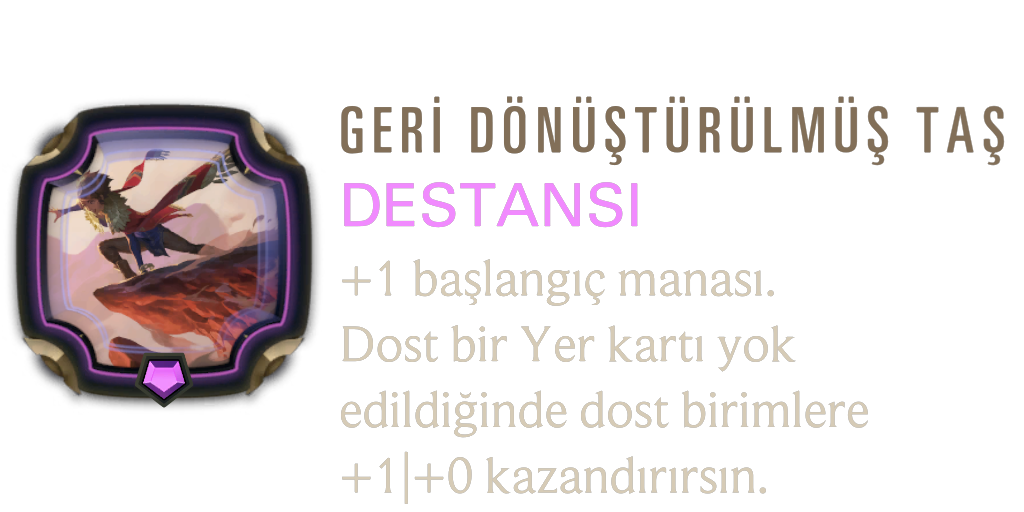 GERİ DÖNÜŞTÜRÜLMÜŞ TAŞ
DESTANSI
+1 başlangıç manası.
Dost bir Yer kartı yok
edildiğinde dost birimlere
+1|+0 kazandırırsın.